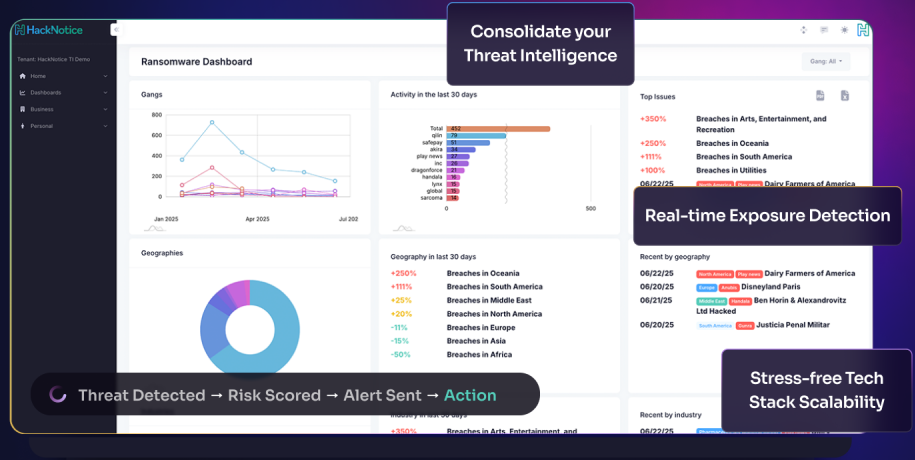 HackNotice
Consolidate your
Threat Intelligence
Tenant: HackNotice TI Demo
Home
Dashboards
Business
Personal
Ransomware Dashboard
Gang: All
Gangs
800
600
400
200
0
Jan 2025
Apr 2025
Jul 202
Activity in the last 30 days
Total 452
qilin 79
safepay 51
akira 34
play news 27
inc 26
dragonforce 21
handala 16
lynx 15
global 15
sarcoma 14
0
500
Top Issues
+350% Breaches in Arts, Entertainment, and
Recreation
+250% Breaches in Oceania
+111% Breaches in South America
+100% Breaches in Utilities
06/22/25 North America Play news Dairy Farmers of America
Real-time Exposure Detection
Geographies
Geography in last 30 days
+250% Breaches in Oceania
+111% Breaches in South America
+25% Breaches in Middle East
+20% Breaches in North America
-11% Breaches in Europe
-15% Breaches in Asia
-50% Breaches in Africa
Recent by geography
06/22/25 North America Play news Dairy Farmers of America
06/20/25 Europe Anubis Disneyland Paris
06/21/25 Middle East Handala Ben Horin & Alexandrovitz
Ltd Hacked
06/20/25 South America Gunra Justicia Penal Militar
Stress-free Tech
Stack Scalability
Threat Detected → Risk Scored → Alert Sent → Action
Industry in last 30 days
+350% Breaches in Arts, Entertainment, and
Recent by industry
06/22/25